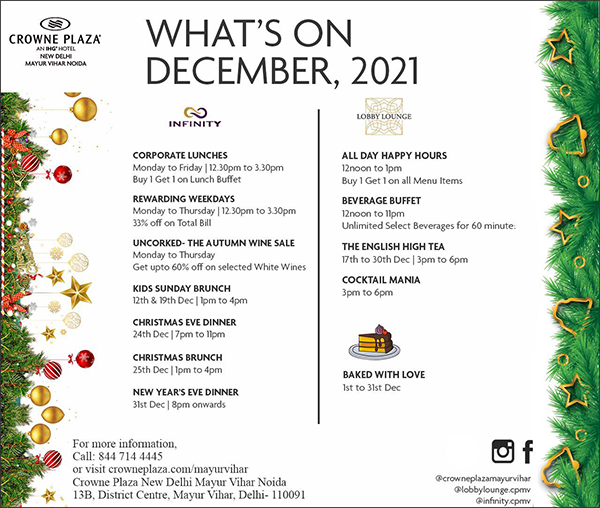 CROWNE PLAZA®
AN IHG® HOTEL
NEW DELHI
MAYUR VIHAR NOIDA
WHAT'S ON
DECEMBER, 2021
INFINITY
CORPORATE LUNCHES
Monday to Friday | 12.30pm to 3.30pm
Buy 1 Get 1 on Lunch Buffet
REWARDING WEEKDAYS
Monday to Thursday | 12.30pm to 3.30pm
33% off on Total Bill
UNCORKED- THE AUTUMN WINE SALE
Monday to Thursday
Get upto 60% off on selected White Wines
KIDS SUNDAY BRUNCH
12th & 19th Dec | 1pm to 4pm
CHRISTMAS EVE DINNER
24th Dec | 7pm to 11pm
CHRISTMAS BRUNCH
25th Dec | 1pm to 4pm
NEW YEAR'S EVE DINNER
31st Dec | 8pm onwards
LOBBY LOUNGE
ALL DAY HAPPY HOURS
12noon to 1pm
Buy 1 Get 1 on all Menu Items
BEVERAGE BUFFET
12noon to 11pm
Unlimited Select Beverages for 60 minute:
THE ENGLISH HIGH TEA
17th to 30th Dec | 3pm to 6pm
COCKTAIL MANIA
3pm to 6pm
BAKED WITH LOVE
1st to 31st Dec
For more information,
Call: 844 714 4445
or visit crowneplaza.com/mayurvihar
Crowne Plaza New Delhi Mayur Vihar Noida
13B, District Centre, Mayur Vihar, Delhi- 110091
@crowneplazamayurvihar
@lobbylounge.cpmv
@infinity.cpmv